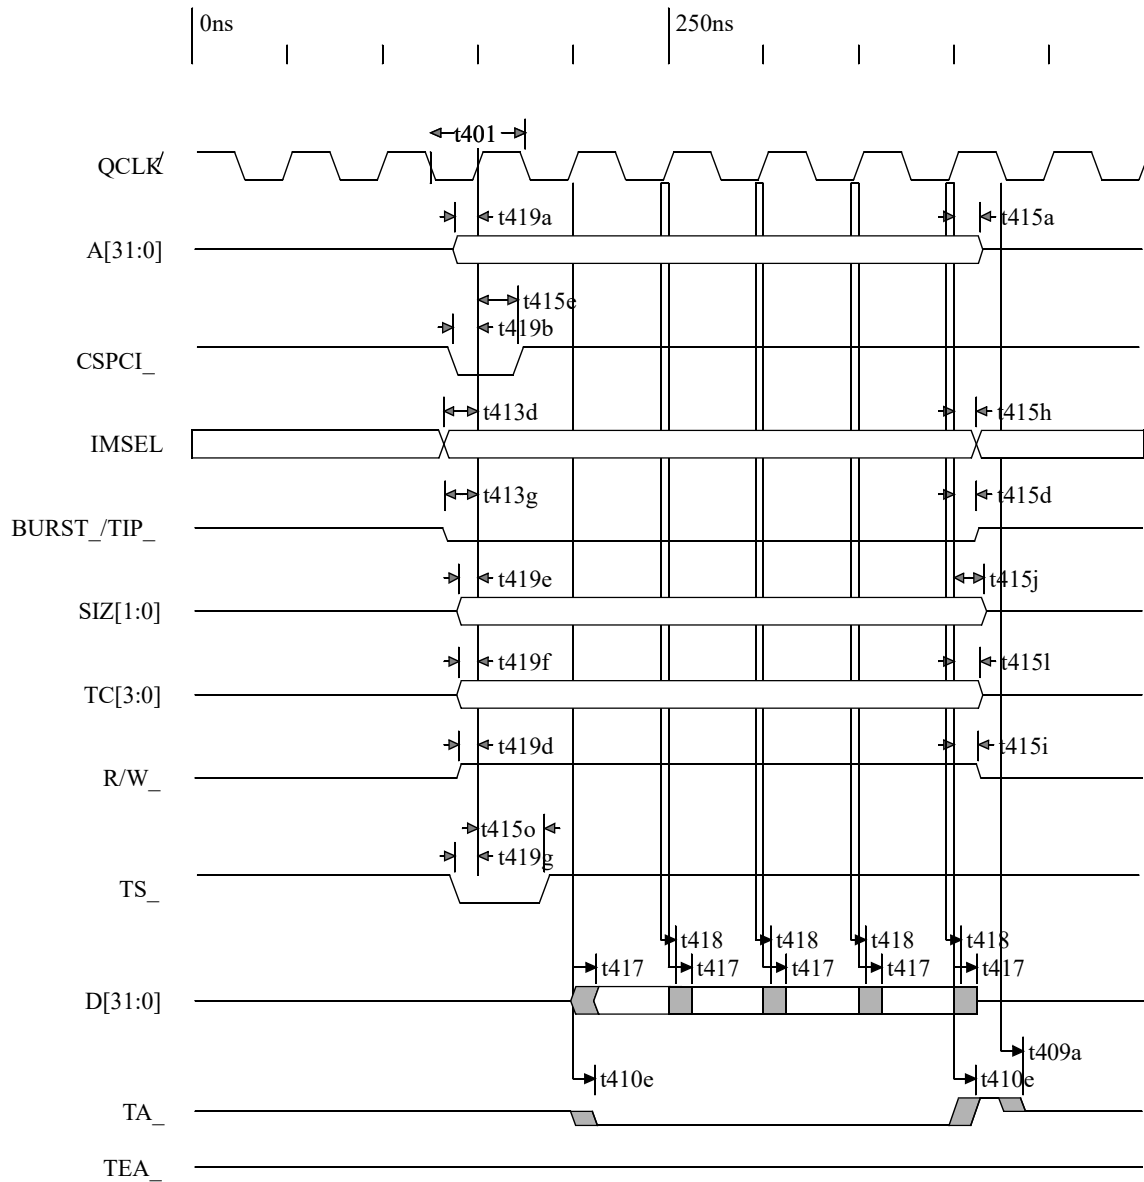 0ns 250ns
t401
QCLK
t419a t415a
A[31:0]
t415e
t419b
CSPCI_
t413d t415h
IMSEL
t413g t415d
BURST_/TIP_
t419e t415j
SIZ[1:0]
t419f t415l
TC[3:0]
t419d t415i
R/W_
t415o
t419g
TS_
t418 t418 t418 t418
t417 t417 t417 t417 t417
D[31:0]
t409a
t410e t410e
TA_
TEA_